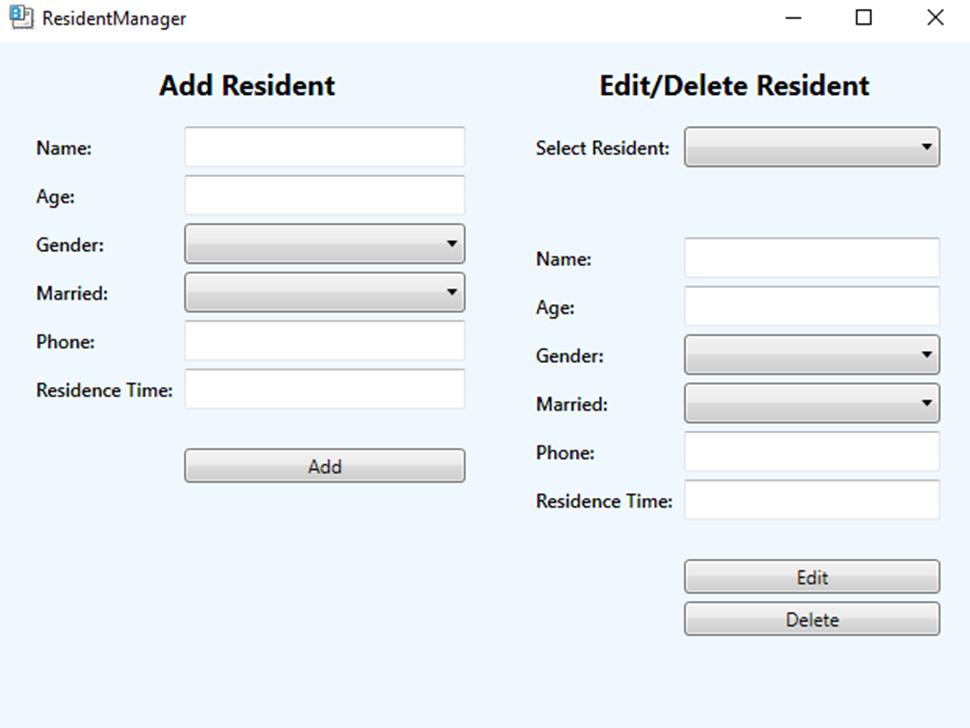 ResidentManager
Add Resident
Name:
Age:
Gender:
Married:
Phone:
Residence Time:
Add
Edit/Delete Resident
Select Resident:
Name:
Age:
Gender:
Married:
Phone:
Residence Time:
Edit
Delete